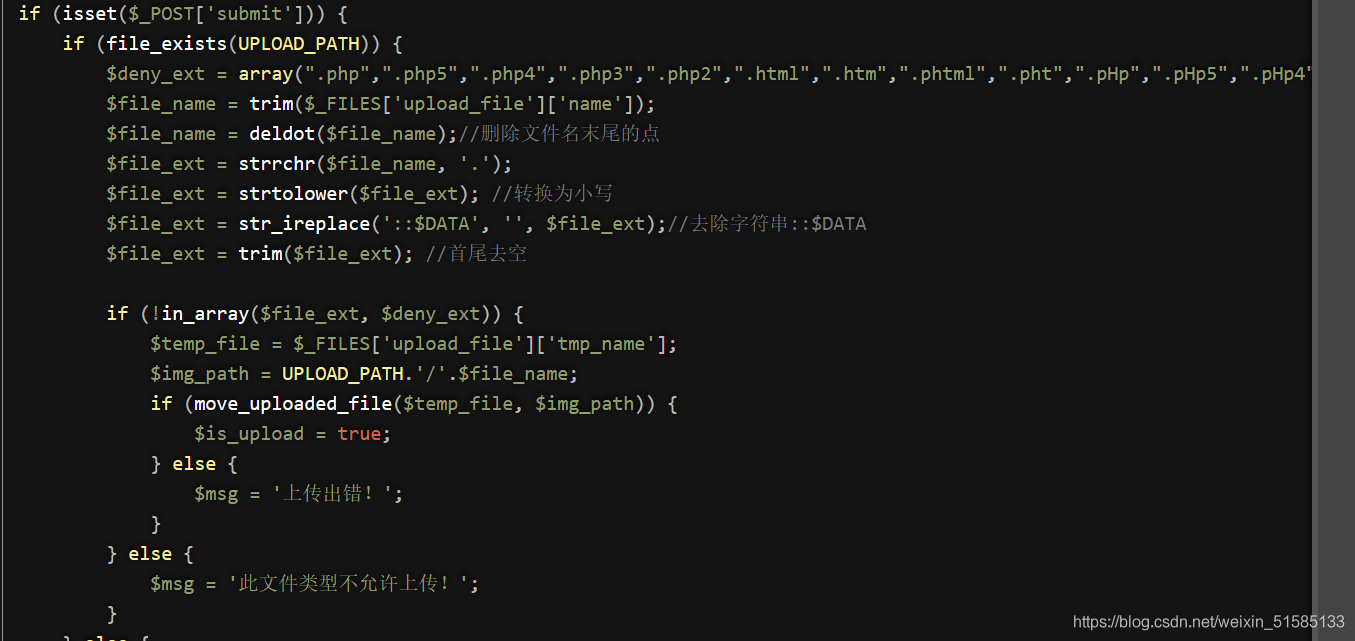 if (isset($_POST['submit'])) {
if (file_exists(UPLOAD_PATH)) {
$deny_ext = array(".php",".php5",".php4",".php3",".php2",".html",".htm",".phtml",".pht",".pHp",".pHp5",".pHp4"
$file_name = trim($_FILES['upload_file']['name']);
$file_name = deldot($file_name);//删除文件名末尾的点
$file_ext = strrchr($file_name, '.');
$file_ext = strtolower($file_ext); //转换为小写
$file_ext = str_ireplace('::$DATA', '', $file_ext);//去除字符串::$DATA
$file_ext = trim($file_ext); //首尾去空
if (!in_array($file_ext, $deny_ext)) {
$temp_file = $_FILES['upload_file']['tmp_name'];
$img_path = UPLOAD_PATH.'/'.$file_name;
if (move_uploaded_file($temp_file, $img_path)) {
$is_upload = true;
} else {
$msg = '上传出错！';
}
} else {
$msg = '此文件类型不允许上传！';
}
} else {
https://blog.csdn.net/weixin_51585133